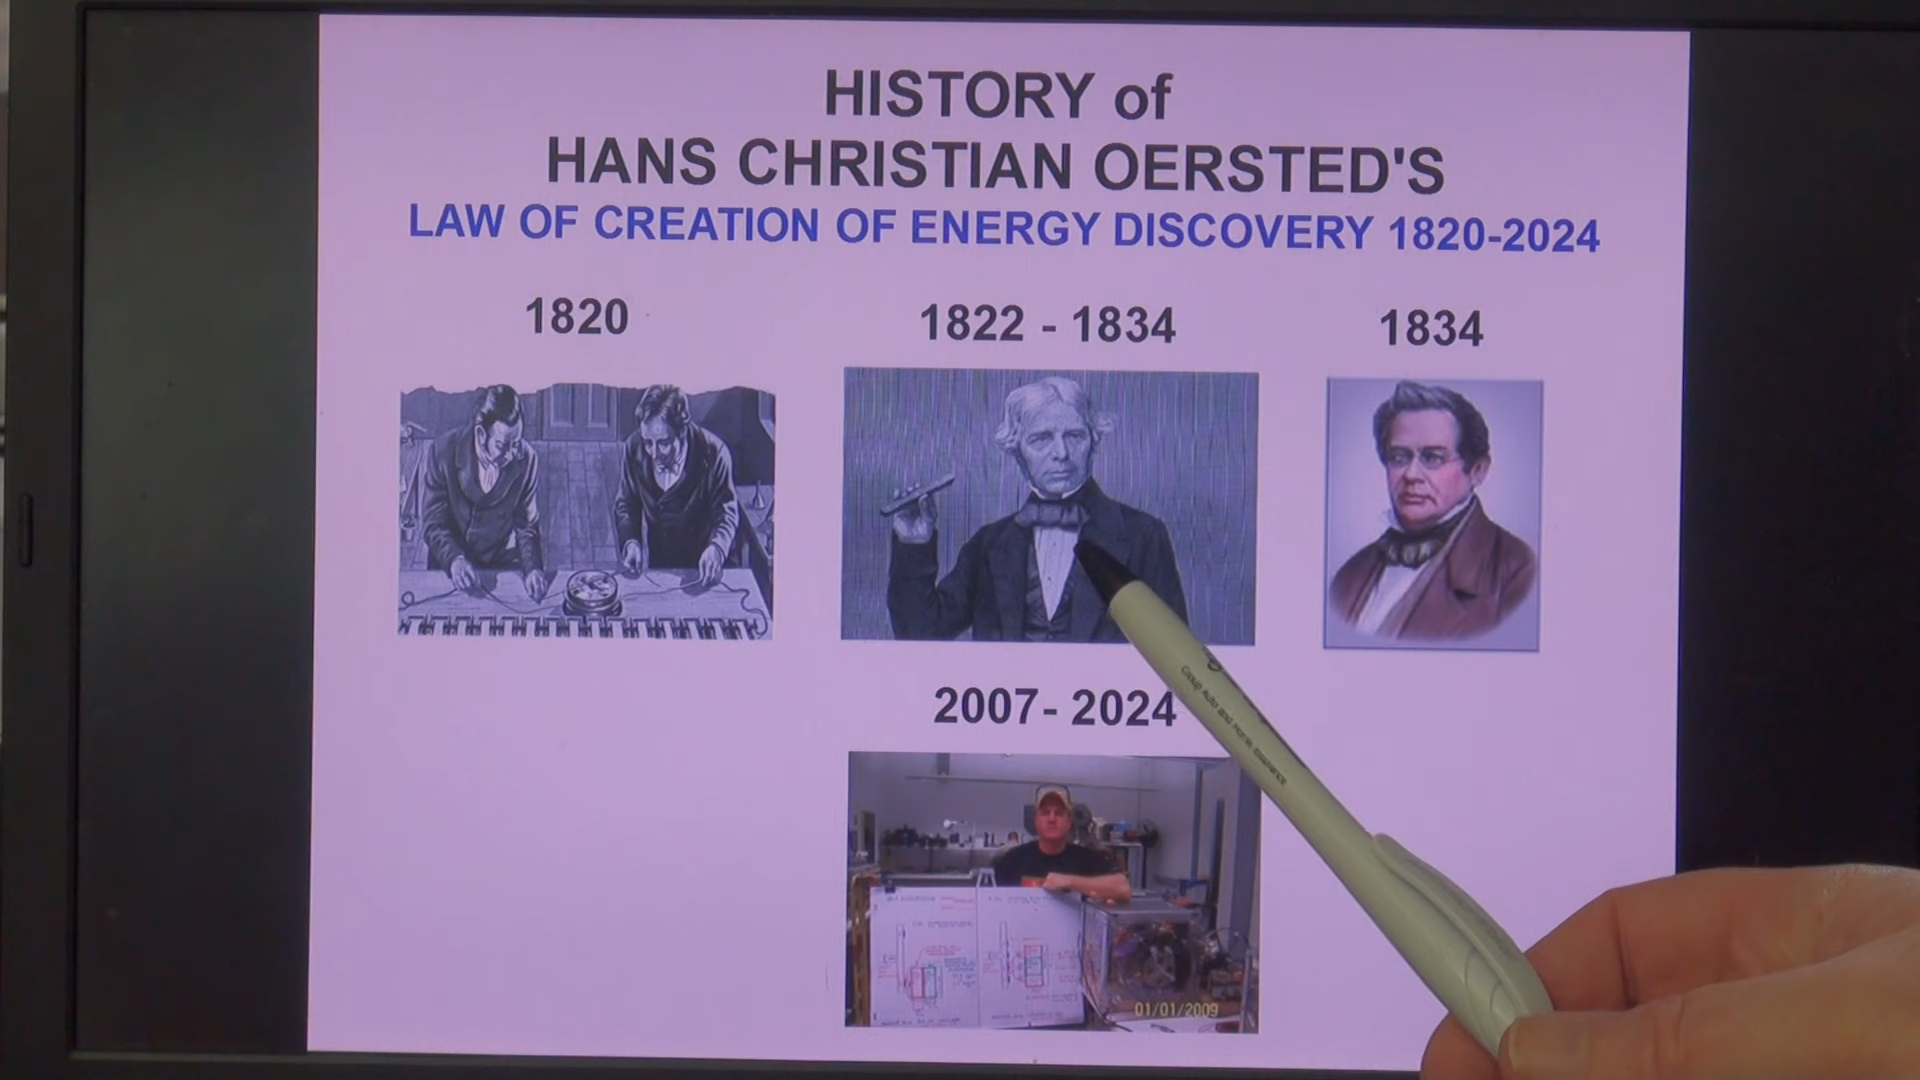 HISTORY of
HANS CHRISTIAN OERSTED'S
LAW OF CREATION OF ENERGY DISCOVERY 1820-2024
1820
1822 - 1834
1834
2007- 2024
01/01/2009